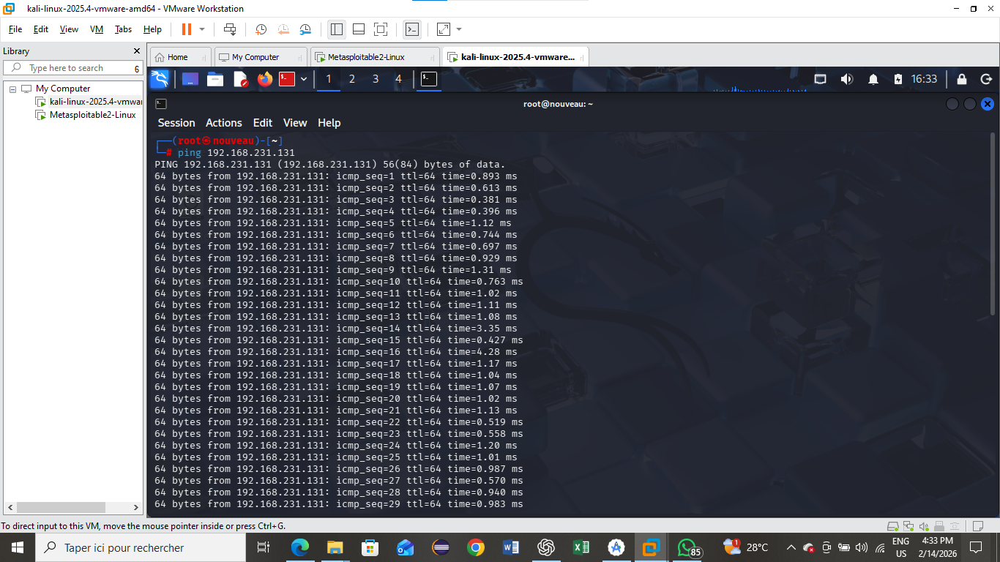 kali-linux-2025.4-vmware-amd64 - VMware Workstation
File Edit View VM Tabs Help
Library
Type here to search
6
My Computer
kali-linux-2025.4-vmwar
Metasploitable2-Linux
Home
My Computer
Metasploitable2-Linux
kali-linux-2025.4-vmware...
1 2 3 4
16:33
root@nouveau: ~
Session Actions Edit View Help
┌──(root㉿nouveau)-[~]
└─# ping 192.168.231.131
PING 192.168.231.131 (192.168.231.131) 56(84) bytes of data.
64 bytes from 192.168.231.131: icmp_seq=1 ttl=64 time=0.893 ms
64 bytes from 192.168.231.131: icmp_seq=2 ttl=64 time=0.613 ms
64 bytes from 192.168.231.131: icmp_seq=3 ttl=64 time=0.381 ms
64 bytes from 192.168.231.131: icmp_seq=4 ttl=64 time=0.396 ms
64 bytes from 192.168.231.131: icmp_seq=5 ttl=64 time=1.12 ms
64 bytes from 192.168.231.131: icmp_seq=6 ttl=64 time=0.744 ms
64 bytes from 192.168.231.131: icmp_seq=7 ttl=64 time=0.697 ms
64 bytes from 192.168.231.131: icmp_seq=8 ttl=64 time=0.929 ms
64 bytes from 192.168.231.131: icmp_seq=9 ttl=64 time=1.31 ms
64 bytes from 192.168.231.131: icmp_seq=10 ttl=64 time=0.763 ms
64 bytes from 192.168.231.131: icmp_seq=11 ttl=64 time=1.02 ms
64 bytes from 192.168.231.131: icmp_seq=12 ttl=64 time=1.11 ms
64 bytes from 192.168.231.131: icmp_seq=13 ttl=64 time=1.08 ms
64 bytes from 192.168.231.131: icmp_seq=14 ttl=64 time=3.35 ms
64 bytes from 192.168.231.131: icmp_seq=15 ttl=64 time=0.427 ms
64 bytes from 192.168.231.131: icmp_seq=16 ttl=64 time=4.28 ms
64 bytes from 192.168.231.131: icmp_seq=17 ttl=64 time=1.17 ms
64 bytes from 192.168.231.131: icmp_seq=18 ttl=64 time=1.04 ms
64 bytes from 192.168.231.131: icmp_seq=19 ttl=64 time=1.07 ms
64 bytes from 192.168.231.131: icmp_seq=20 ttl=64 time=1.02 ms
64 bytes from 192.168.231.131: icmp_seq=21 ttl=64 time=1.13 ms
64 bytes from 192.168.231.131: icmp_seq=22 ttl=64 time=0.519 ms
64 bytes from 192.168.231.131: icmp_seq=23 ttl=64 time=0.558 ms
64 bytes from 192.168.231.131: icmp_seq=24 ttl=64 time=1.20 ms
64 bytes from 192.168.231.131: icmp_seq=25 ttl=64 time=1.01 ms
64 bytes from 192.168.231.131: icmp_seq=26 ttl=64 time=0.987 ms
64 bytes from 192.168.231.131: icmp_seq=27 ttl=64 time=0.570 ms
64 bytes from 192.168.231.131: icmp_seq=28 ttl=64 time=0.940 ms
64 bytes from 192.168.231.131: icmp_seq=29 ttl=64 time=0.983 ms
To direct input to this VM, move the mouse pointer inside or press Ctrl+G.
Taper ici pour rechercher
85
1
28°C
ENG
US
4:33 PM
2/14/2026